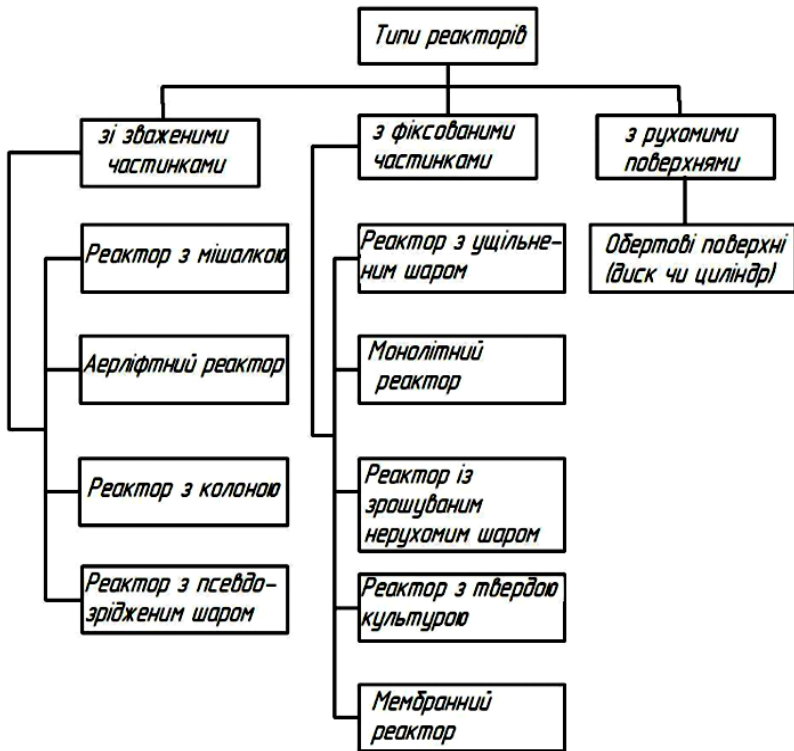 Типи реакторів
зі зваженими
частинками
з фіксованими
частинками
з рухомими
поверхнями
Реактор з мішалкою
Аерліфтний реактор
Реактор з колоною
Реактор з псевдо-
зрідженим шаром
Реактор з ущільне-
ним шаром
Монолітний
реактор
Реактор із
зрошуваним
нерухомим шаром
Реактор з твердою
культурою
Мембранний
реактор
Обертові поверхні
(диск чи циліндр)